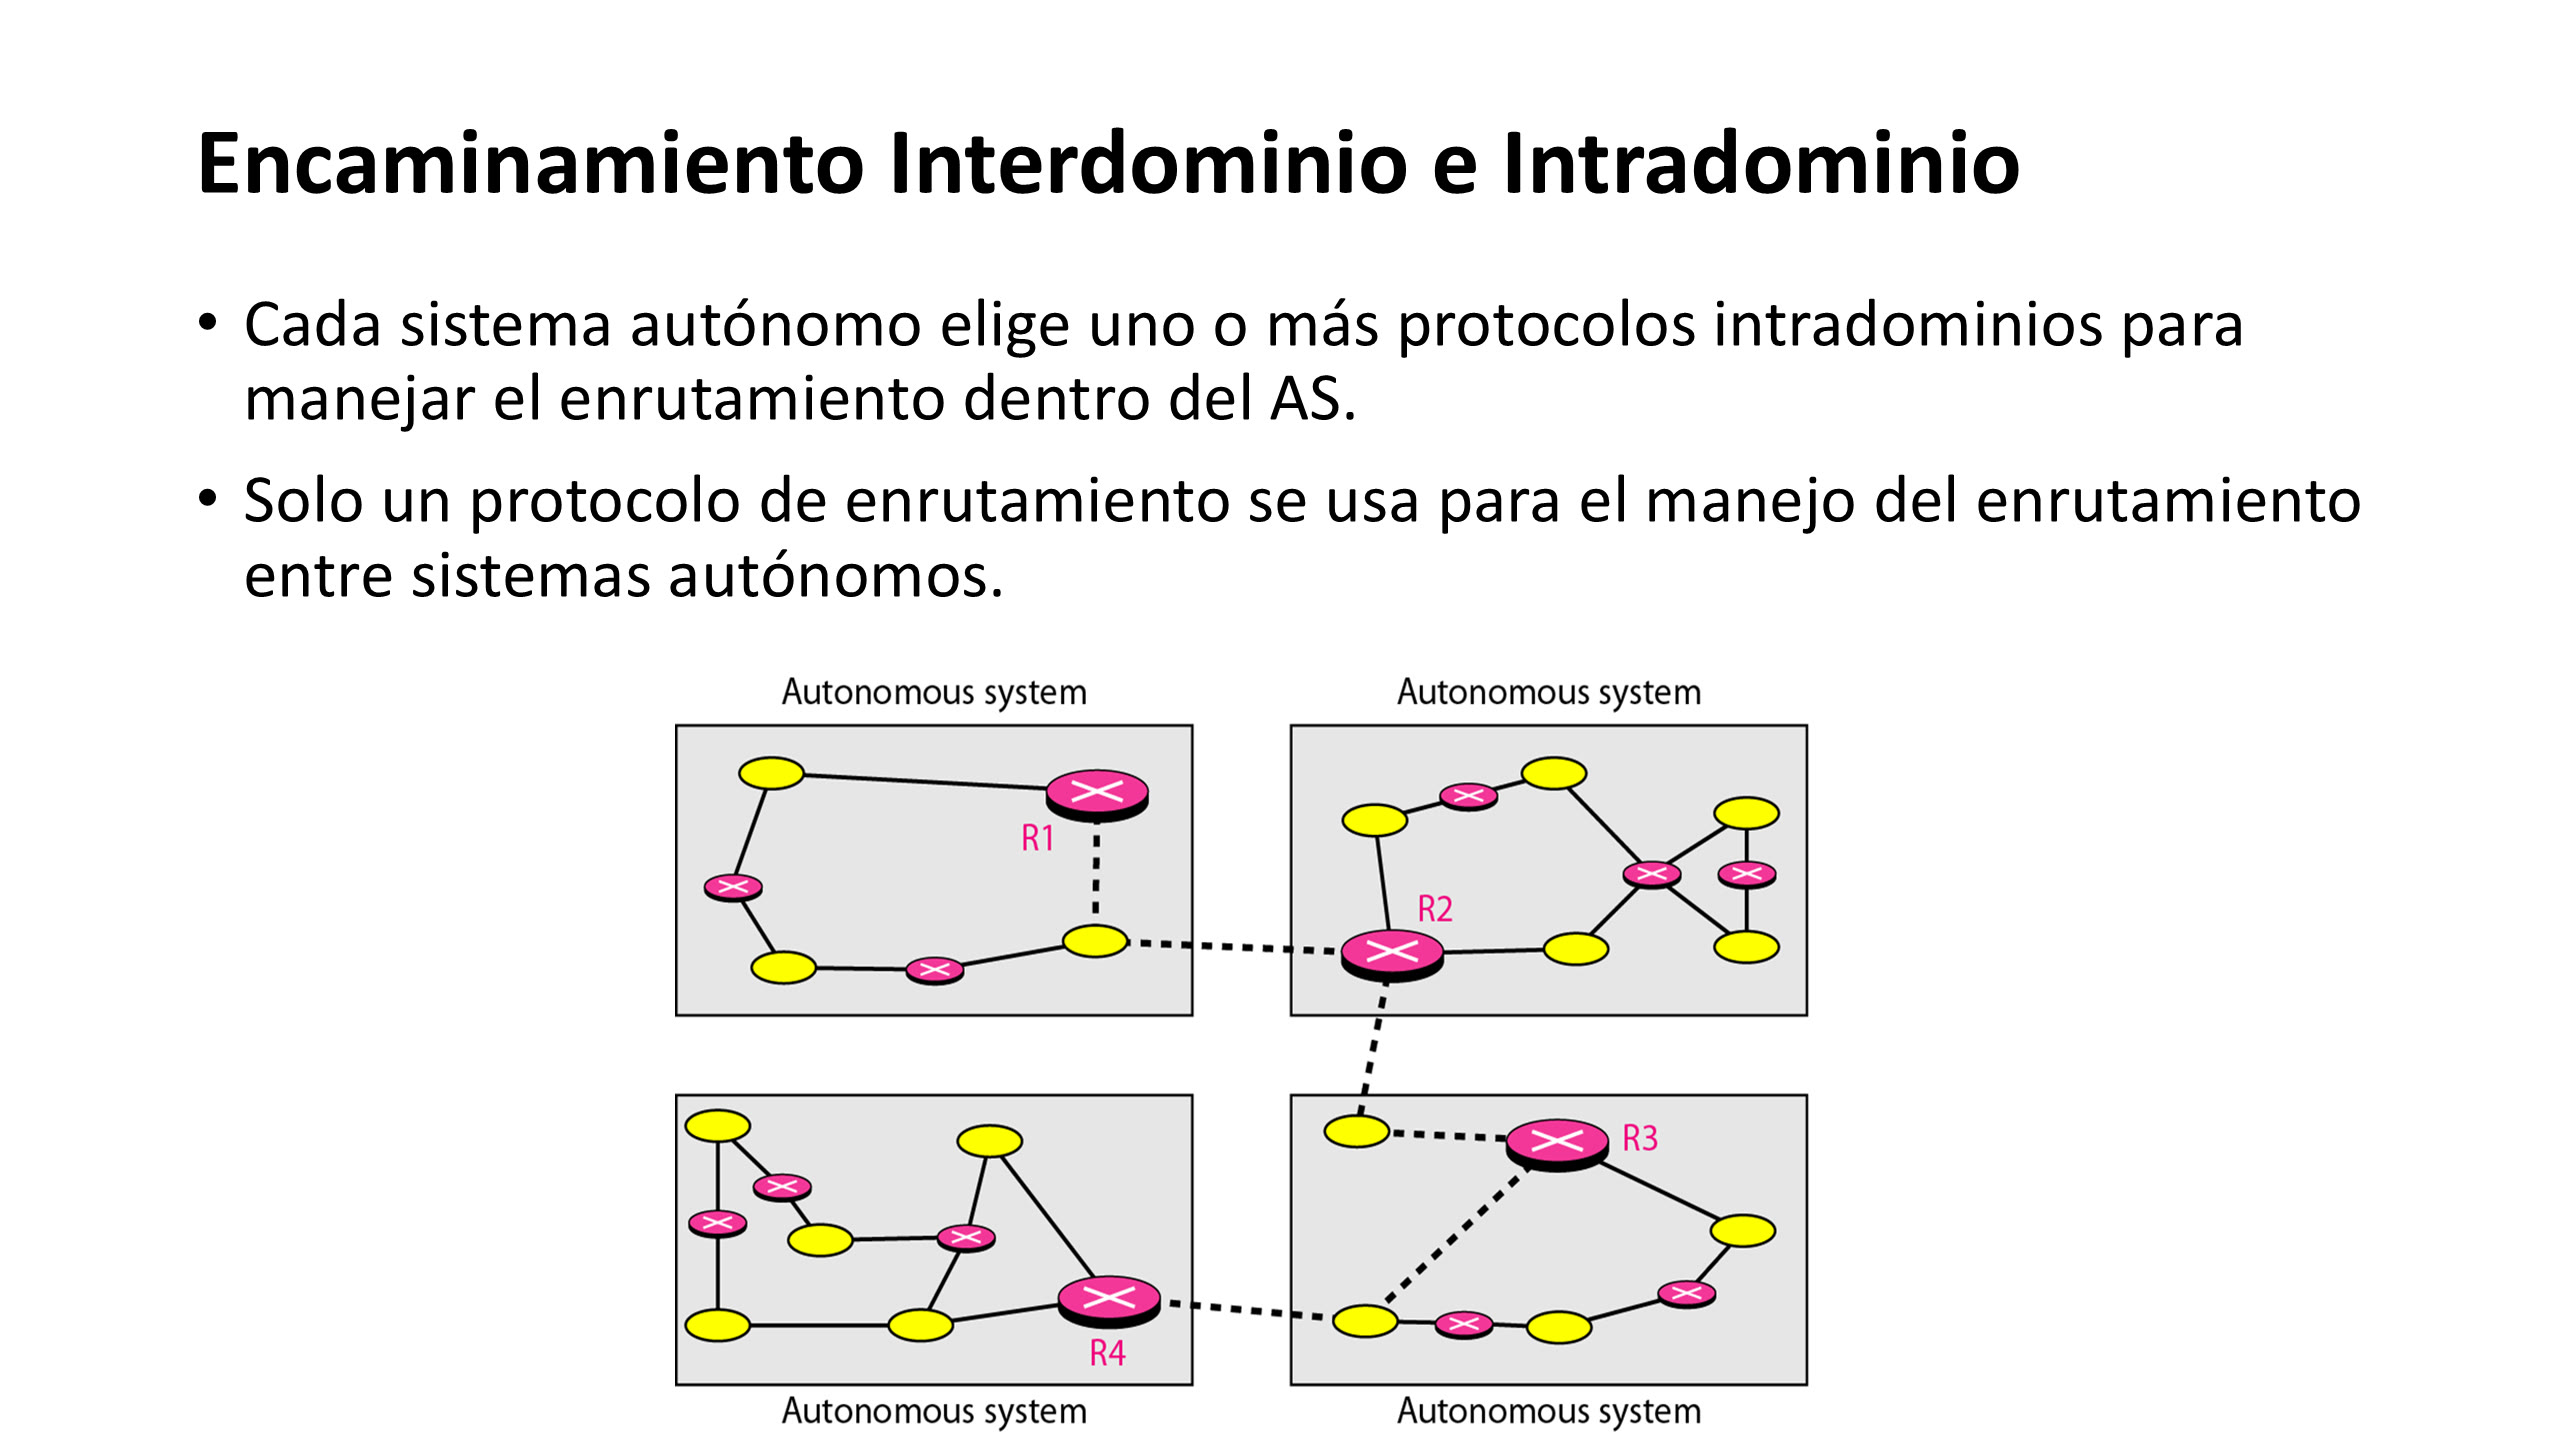 Encaminamiento Interdominio e Intradominio
• Cada sistema autónomo elige uno o más protocolos intradominios para
manejar el enrutamiento dentro del AS.
• Solo un protocolo de enrutamiento se usa para el manejo del enrutamiento
entre sistemas autónomos.
Autonomous system
Autonomous system
R1
R2
R3
R4
Autonomous system
Autonomous system